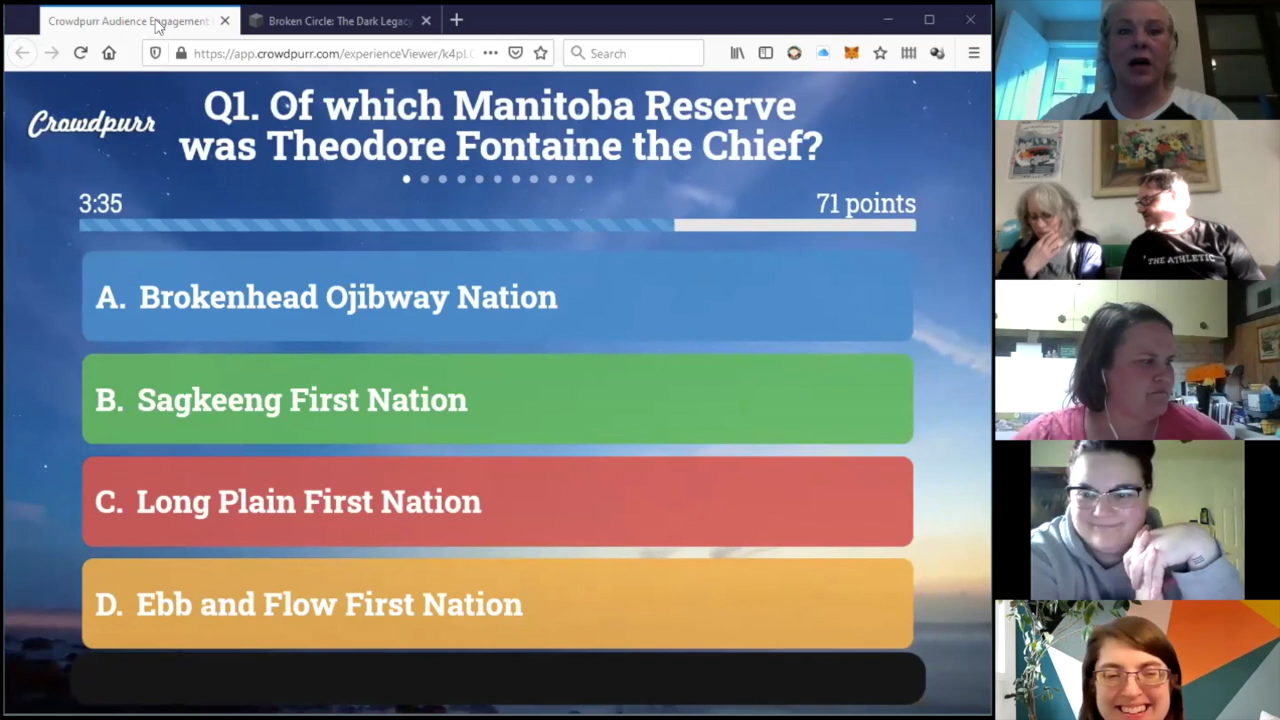 Crowdpurr Audience Engagement
Broken Circle: The Dark Legacy
https://app.crowdpurr.com/experienceViewer/k4pL
Search
Crowdpurr
Q1. Of which Manitoba Reserve
was Theodore Fontaine the Chief?
3:35
71 points
A. Brokenhead Ojibway Nation
B. Sagkeeng First Nation
C. Long Plain First Nation
D. Ebb and Flow First Nation
THE ATHLETIC